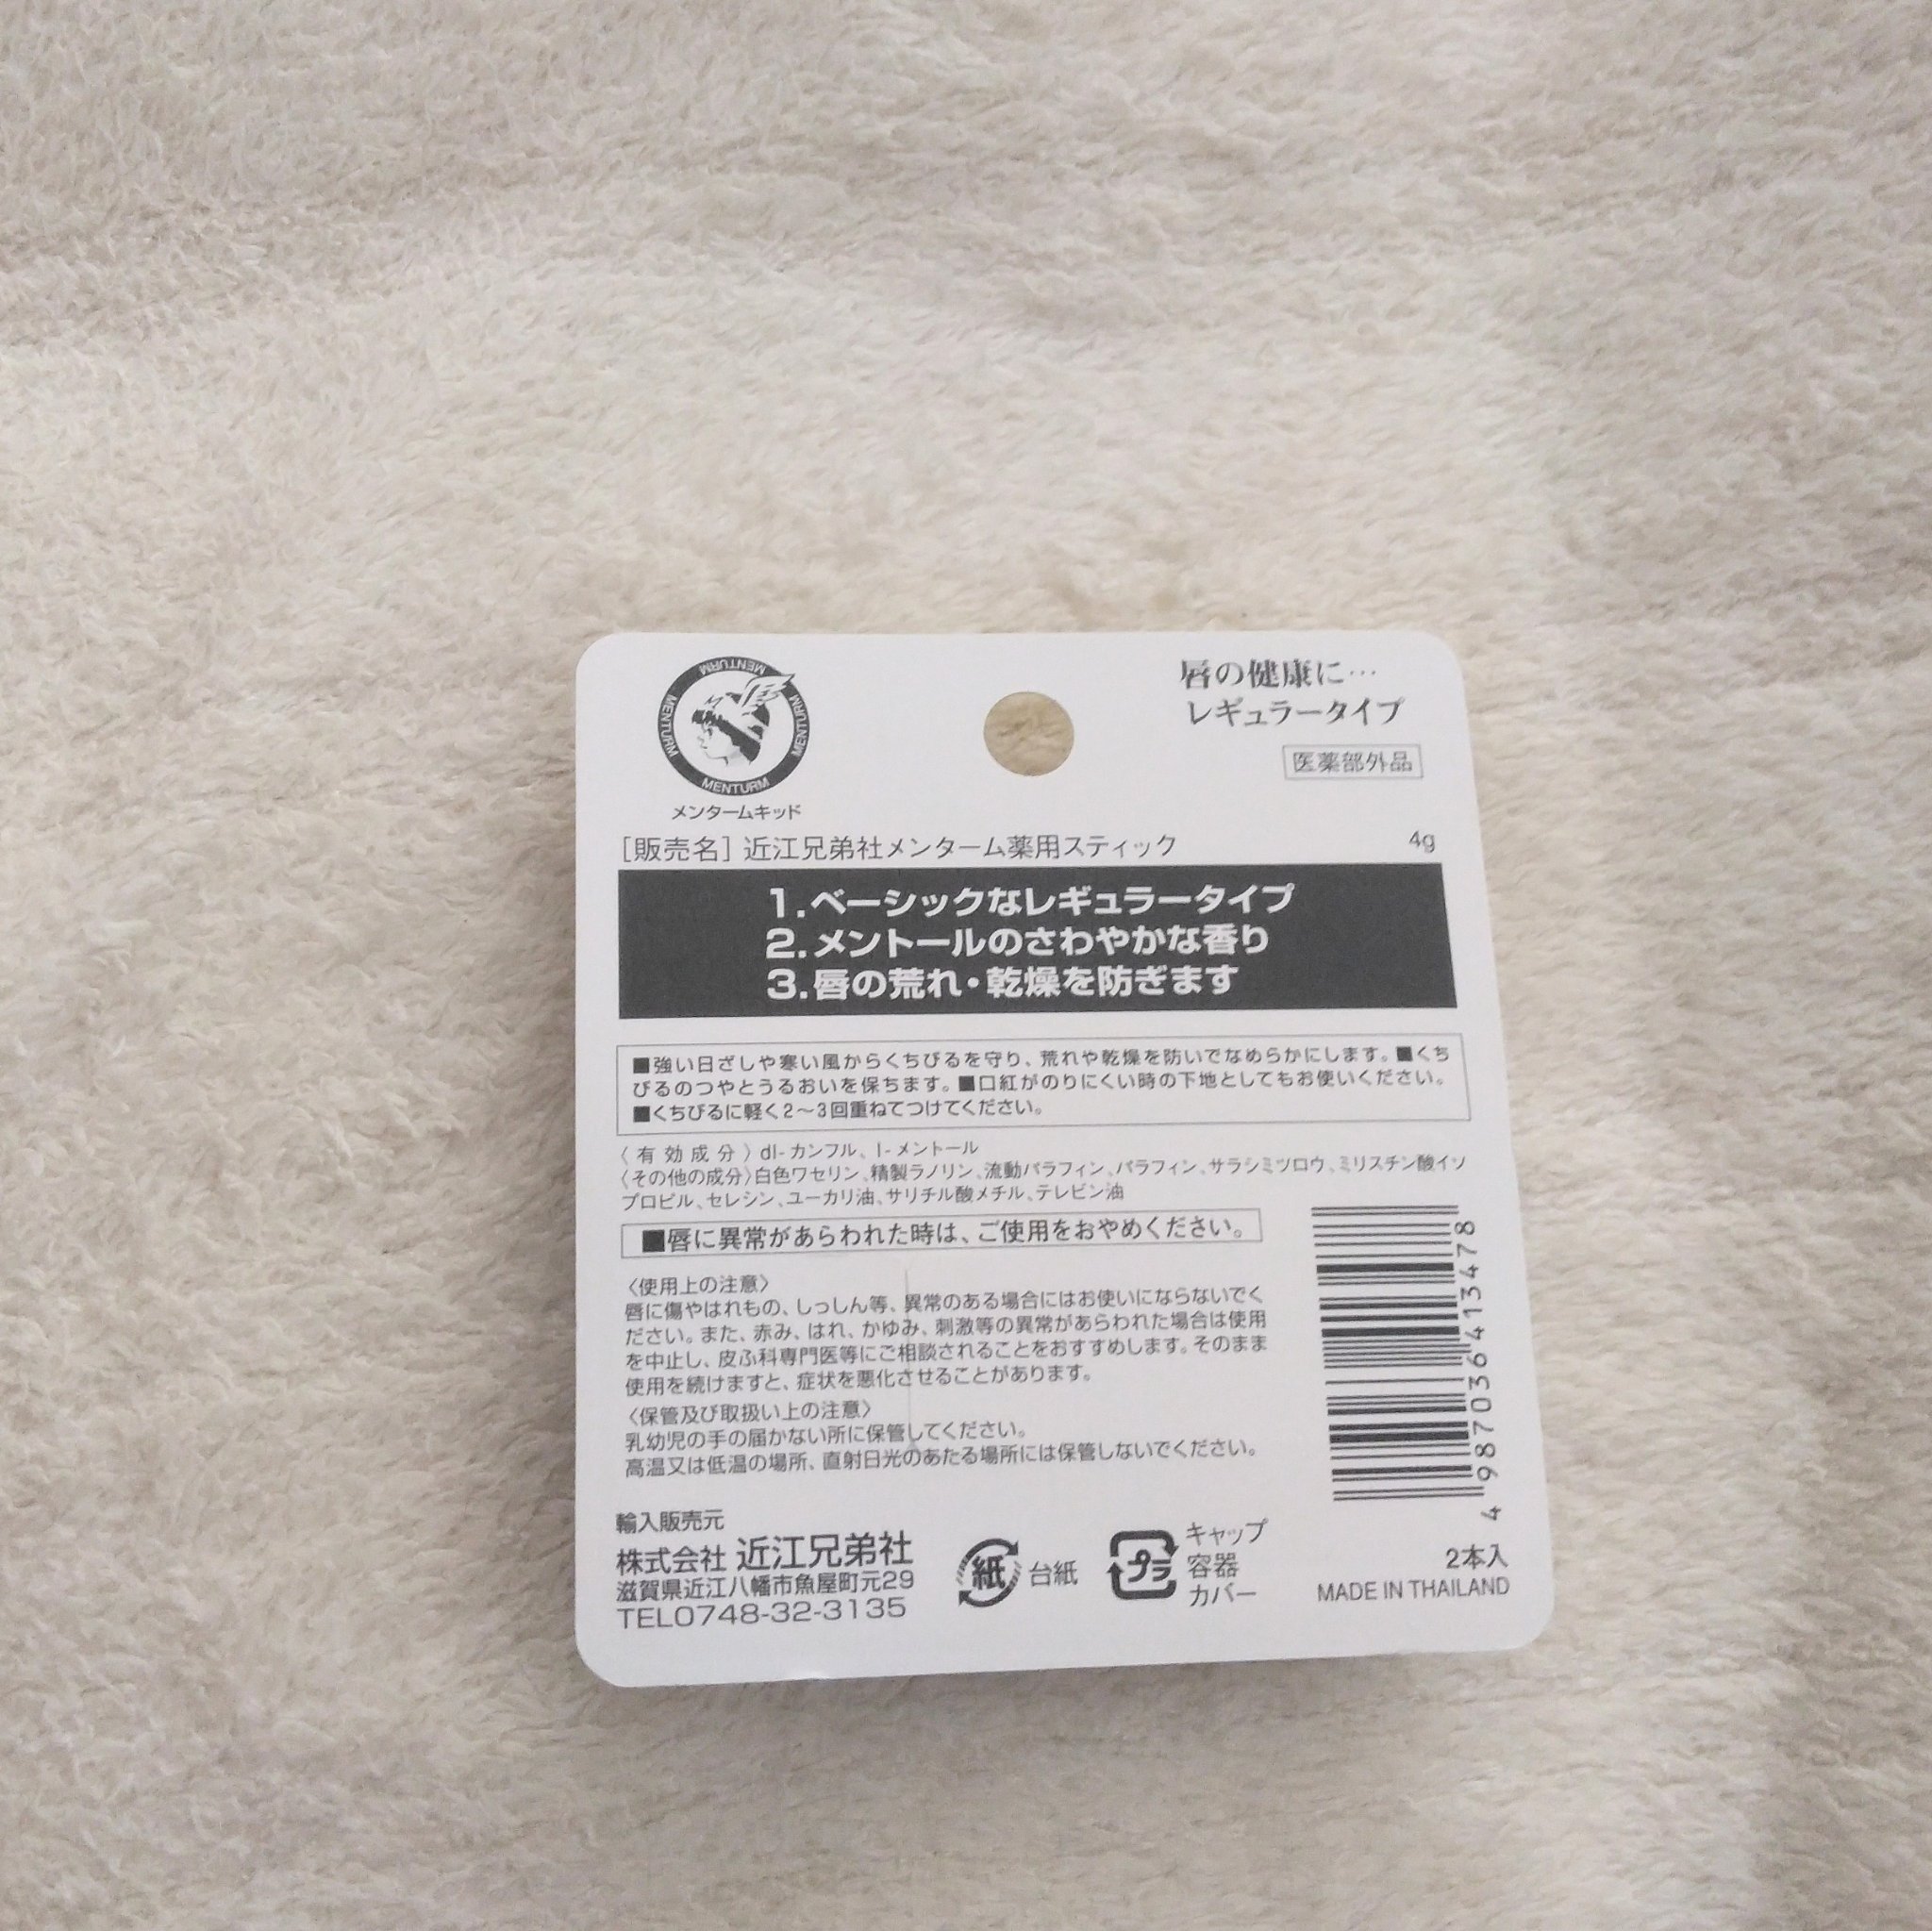 MENTURM MENTURM MENTURM MENTURM
メンタームキッド
唇の健康に…
レギュラータイプ
医薬部外品
［販売名］近江兄弟社メンターム薬用スティック 4g
1.ベーシックなレギュラータイプ
2.メントールのさわやかな香り
3.唇の荒れ・乾燥を防ぎます
■強い日ざしや寒い風からくちびるを守り、荒れや乾燥を防いでなめらかにします。■くち
びるのつやとうるおいを保ちます。■口紅がのりにくい時の下地としてもお使いください。
■くちびるに軽く2〜3回重ねてつけてください。
〈有効成分〉dl-カンフル、l-メントール
〈その他の成分〉白色ワセリン、精製ラノリン、流動パラフィン、パラフィン、サラシミツロウ、ミリスチン酸イソ
プロピル、セレシン、ユーカリ油、サリチル酸メチル、テレビン油
■唇に異常があらわれた時は、ご使用をおやめください。
〈使用上の注意〉
唇に傷やはれもの、しっしん等、異常のある場合にはお使いにならないでく
ださい。また、赤み、はれ、かゆみ、刺激等の異常があらわれた場合は使用
を中止し、皮ふ科専門医等にご相談されることをおすすめします。そのまま
使用を続けますと、症状を悪化させることがあります。
〈保管及び取扱い上の注意〉
乳幼児の手の届かない所に保管してください。
高温又は低温の場所、直射日光のあたる場所には保管しないでください。
4 987036 413478
輸入販売元
株式会社 近江兄弟社
滋賀県近江八幡市魚屋町元29
TEL0748-32-3135
紙 台紙
プラ キャップ
容器
カバー
2本入
MADE IN THAILAND